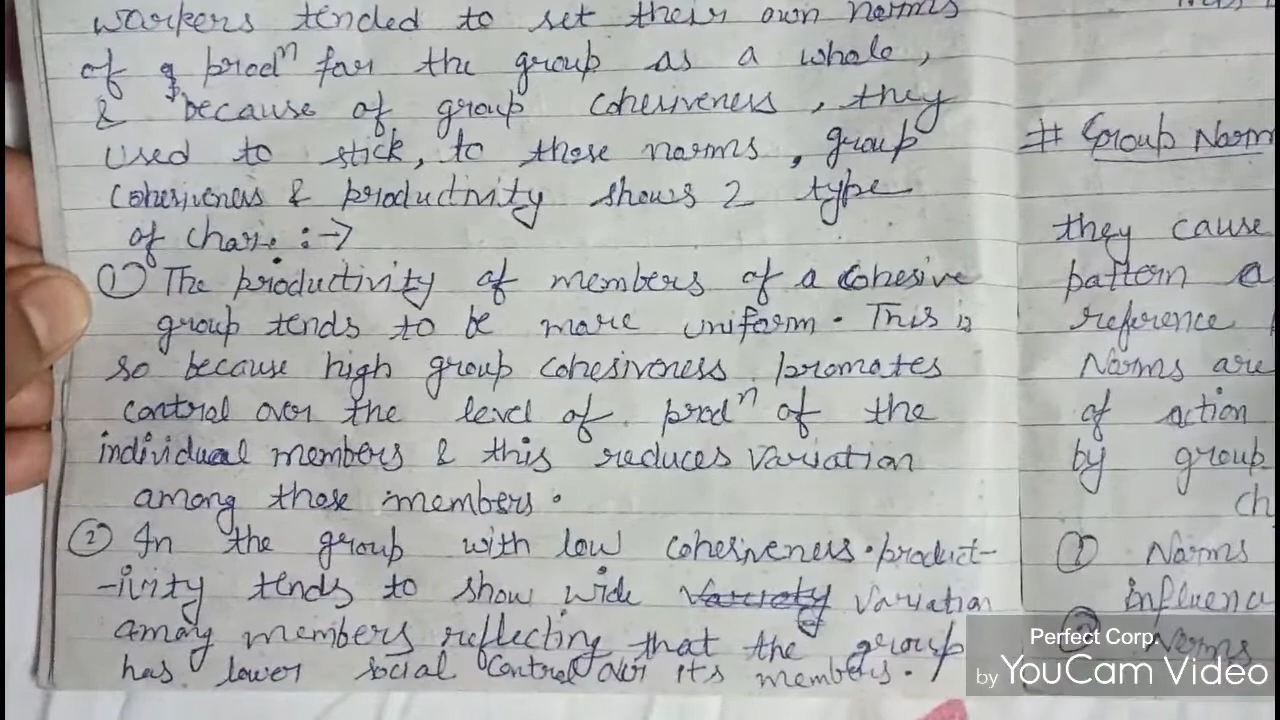 workers tended to set their own norms
of prodⁿ for the group as a whole,
& because of group cohesiveness, they
used to stick, to those norms, group
cohesiveness & productivity shows 2 type
of char. :→
① The productivity of members of a cohesive
group tends to be more uniform. This is
so because high group cohesiveness promotes
control over the level of prodⁿ of the
individual members & this reduces variation
among those members.
② In the group with low cohesiveness. product-
-ivity tends to show wide variety variation
among members reflecting that the group
has lower social control over its members.
# Group Norm
they cause
pattern a
reference
Norms are
of action
by group
ch
① Norms
influenc
② Norms
Perfect Corp.
by YouCam Video